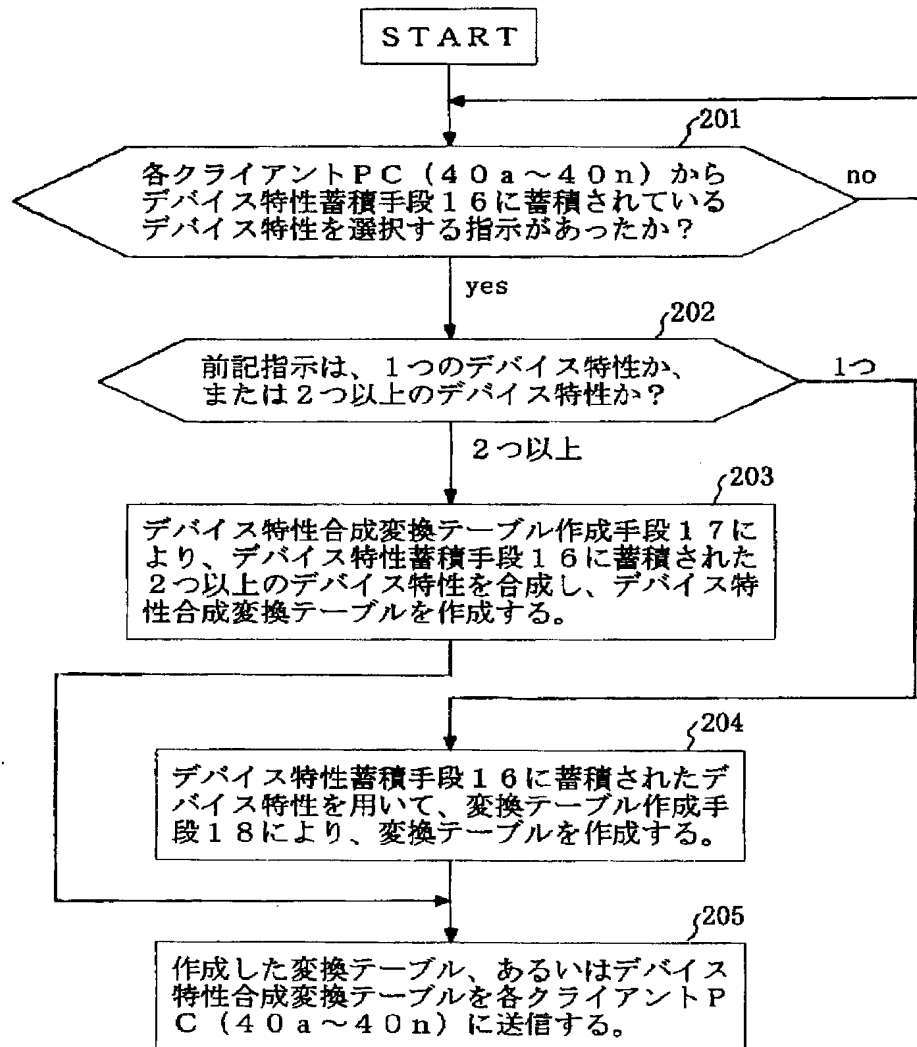 START
201
各クライアントPC(40a～40n)から
デバイス特性蓄積手段16に蓄積されている
デバイス特性を選択する指示があったか?
no
yes
202
前記指示は、1つのデバイス特性か、
または2つ以上のデバイス特性か?
1つ
2つ以上
203
デバイス特性合成変換テーブル作成手段17に
より、デバイス特性蓄積手段16に蓄積された
2つ以上のデバイス特性を合成し、デバイス特
性合成変換テーブルを作成する。
204
デバイス特性蓄積手段16に蓄積されたデ
バイス特性を用いて、変換テーブル作成手
段18により、変換テーブルを作成する。
205
作成した変換テーブル、あるいはデバイス
特性合成変換テーブルを各クライアントP
C(40a～40n)に送信する。